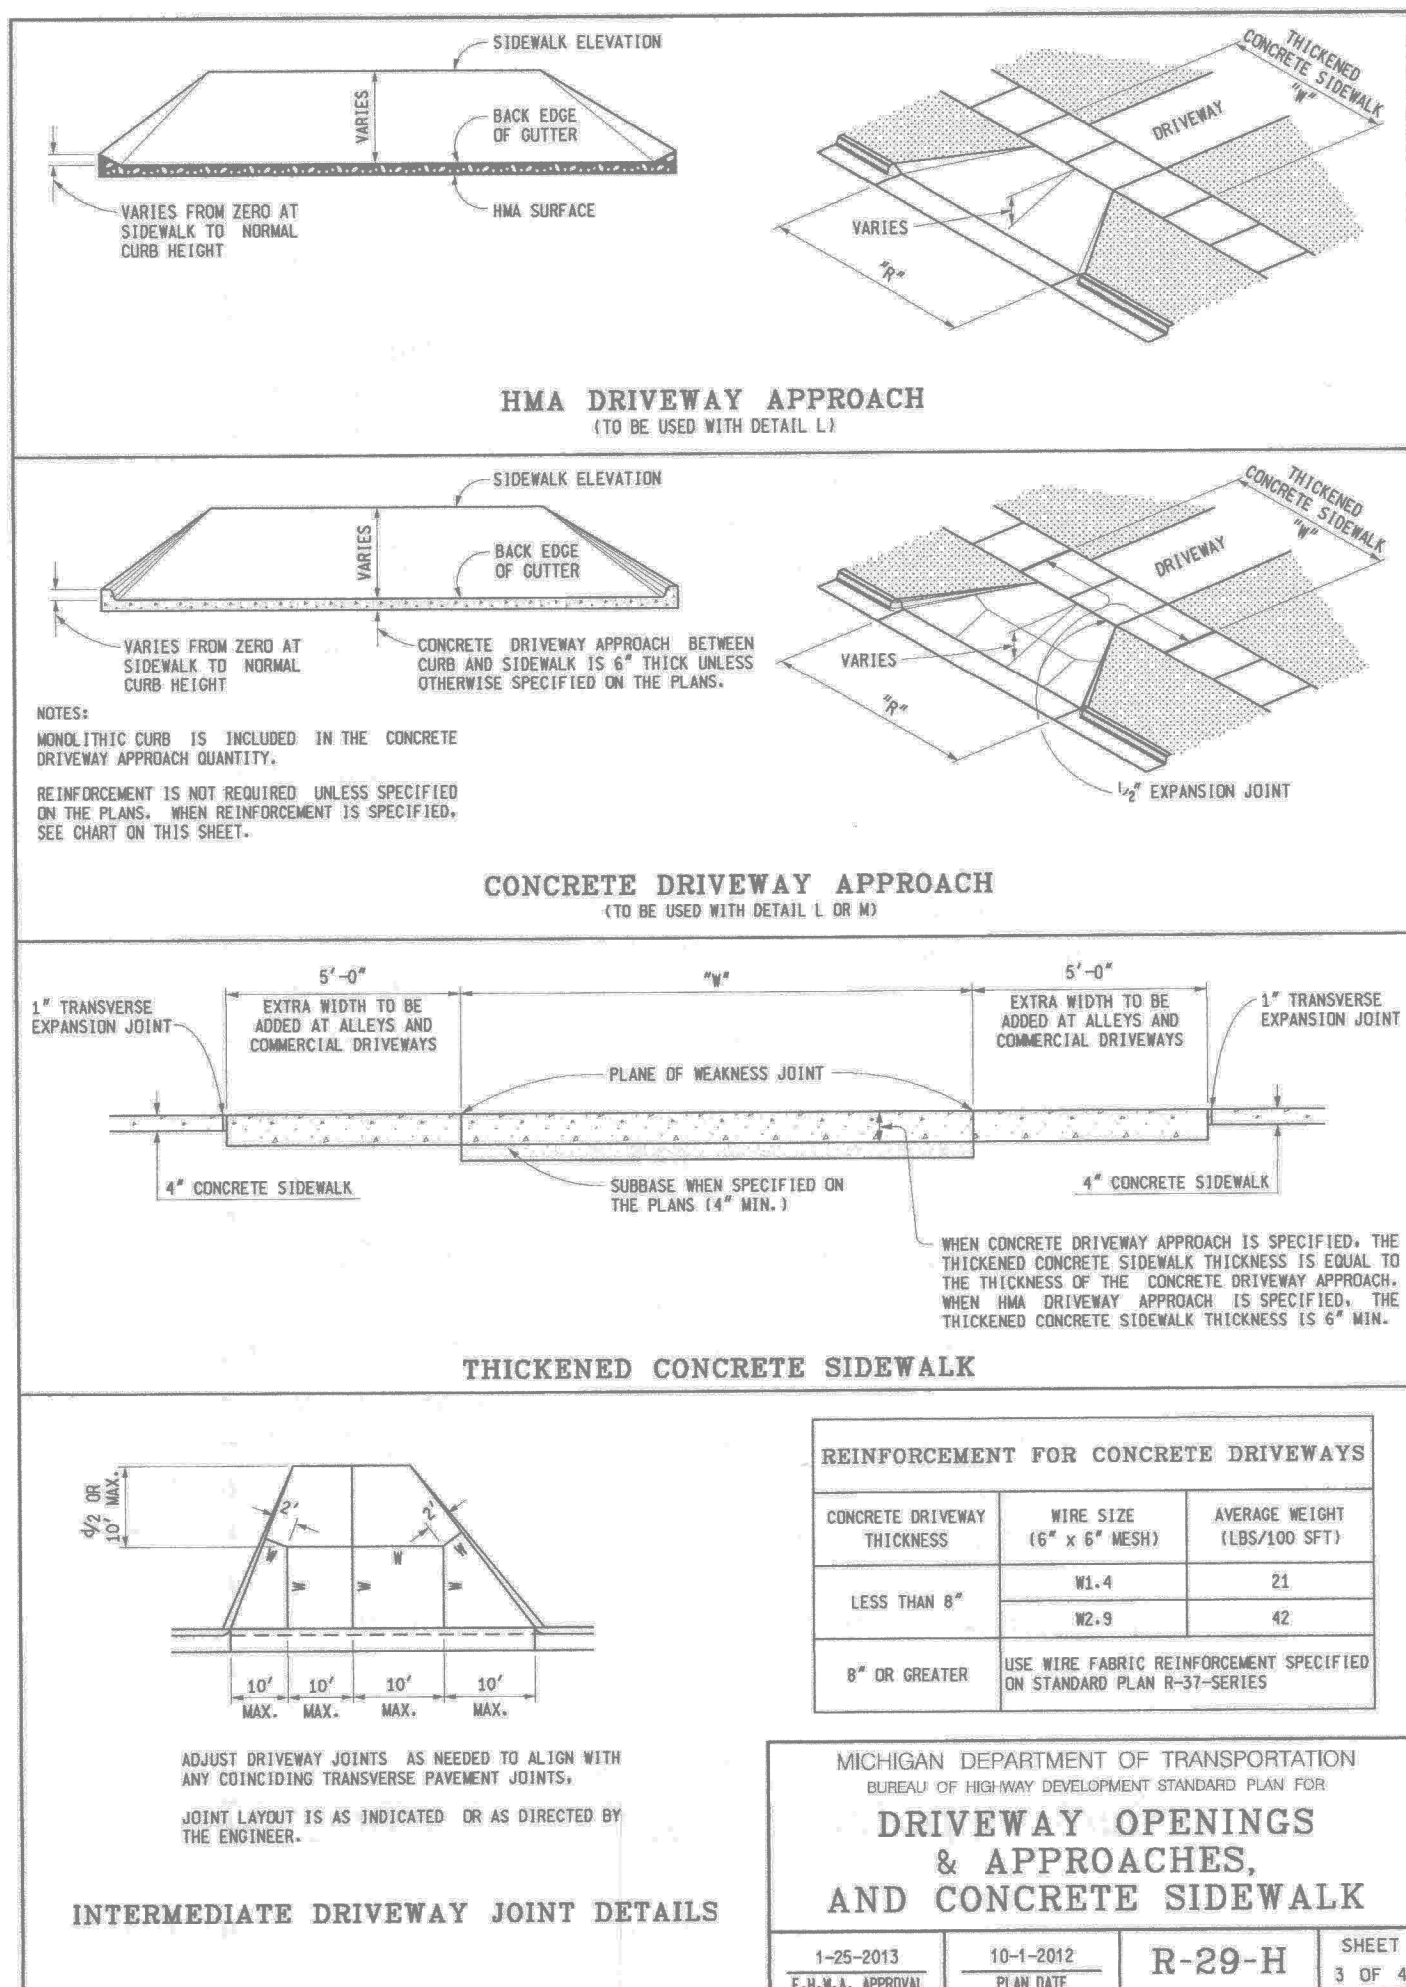 SIDEWALK ELEVATION
VARIES
BACK EDGE
OF GUTTER
HMA SURFACE
VARIES FROM ZERO AT
SIDEWALK TO NORMAL
CURB HEIGHT
THICKENED
CONCRETE SIDEWALK
"W"
DRIVEWAY
VARIES
"R"
HMA DRIVEWAY APPROACH
(TO BE USED WITH DETAIL L)
SIDEWALK ELEVATION
VARIES
BACK EDGE
OF GUTTER
VARIES FROM ZERO AT
SIDEWALK TO NORMAL
CURB HEIGHT
CONCRETE DRIVEWAY APPROACH BETWEEN
CURB AND SIDEWALK IS 6" THICK UNLESS
OTHERWISE SPECIFIED ON THE PLANS.
THICKENED
CONCRETE SIDEWALK
"W"
DRIVEWAY
VARIES
"R"
1/2" EXPANSION JOINT
NOTES:
MONOLITHIC CURB IS INCLUDED IN THE CONCRETE
DRIVEWAY APPROACH QUANTITY.
REINFORCEMENT IS NOT REQUIRED UNLESS SPECIFIED
ON THE PLANS. WHEN REINFORCEMENT IS SPECIFIED,
SEE CHART ON THIS SHEET.
CONCRETE DRIVEWAY APPROACH
(TO BE USED WITH DETAIL L OR M)
5'-0"
"W"
5'-0"
1" TRANSVERSE
EXPANSION JOINT
EXTRA WIDTH TO BE
ADDED AT ALLEYS AND
COMMERCIAL DRIVEWAYS
EXTRA WIDTH TO BE
ADDED AT ALLEYS AND
COMMERCIAL DRIVEWAYS
1" TRANSVERSE
EXPANSION JOINT
PLANE OF WEAKNESS JOINT
4" CONCRETE SIDEWALK
SUBBASE WHEN SPECIFIED ON
THE PLANS (4" MIN.)
4" CONCRETE SIDEWALK
WHEN CONCRETE DRIVEWAY APPROACH IS SPECIFIED, THE
THICKENED CONCRETE SIDEWALK THICKNESS IS EQUAL TO
THE THICKNESS OF THE CONCRETE DRIVEWAY APPROACH.
WHEN HMA DRIVEWAY APPROACH IS SPECIFIED, THE
THICKENED CONCRETE SIDEWALK THICKNESS IS 6" MIN.
THICKENED CONCRETE SIDEWALK
d/2 OR
10' MAX.
2'
2'
W
W
W
W
W
W
10'
10'
10'
10'
MAX.
MAX.
MAX.
MAX.
ADJUST DRIVEWAY JOINTS AS NEEDED TO ALIGN WITH
ANY COINCIDING TRANSVERSE PAVEMENT JOINTS,
JOINT LAYOUT IS AS INDICATED OR AS DIRECTED BY
THE ENGINEER.
INTERMEDIATE DRIVEWAY JOINT DETAILS
REINFORCEMENT FOR CONCRETE DRIVEWAYS
CONCRETE DRIVEWAY
THICKNESS
WIRE SIZE
(6" x 6" MESH)
AVERAGE WEIGHT
(LBS/100 SFT)
LESS THAN 8"
W1.4
21
W2.9
42
8" OR GREATER
USE WIRE FABRIC REINFORCEMENT SPECIFIED
ON STANDARD PLAN R-37-SERIES
MICHIGAN DEPARTMENT OF TRANSPORTATION
BUREAU OF HIGHWAY DEVELOPMENT STANDARD PLAN FOR
DRIVEWAY OPENINGS
& APPROACHES,
AND CONCRETE SIDEWALK
1-25-2013
F.H.W.A. APPROVAL
10-1-2012
PLAN DATE
R-29-H
SHEET
3 OF 4